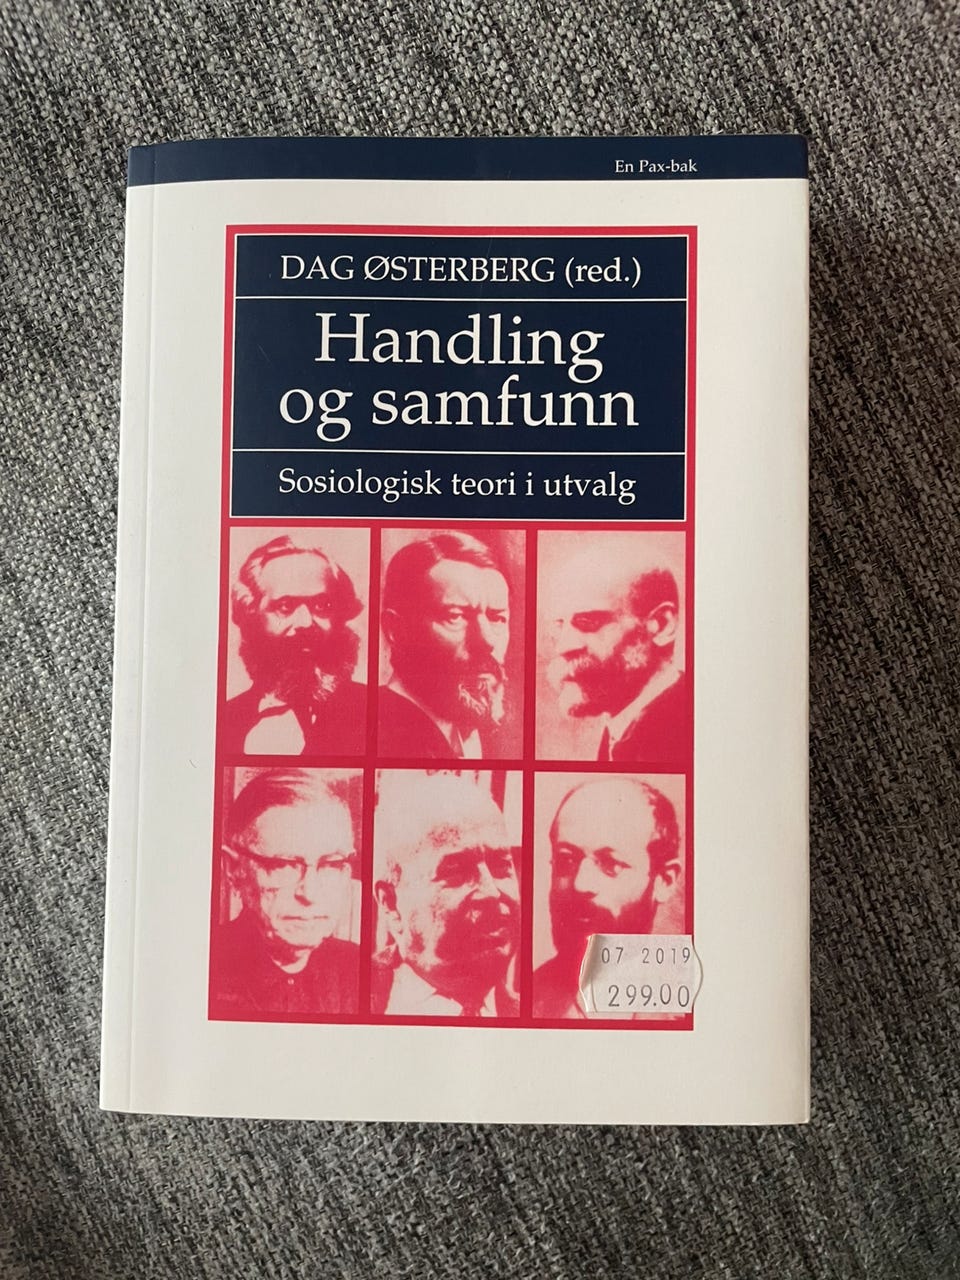 En Pax-bak
DAG ØSTERBERG (red.)
Handling
og samfunn
Sosiologisk teori i utvalg
07 2019
299.00